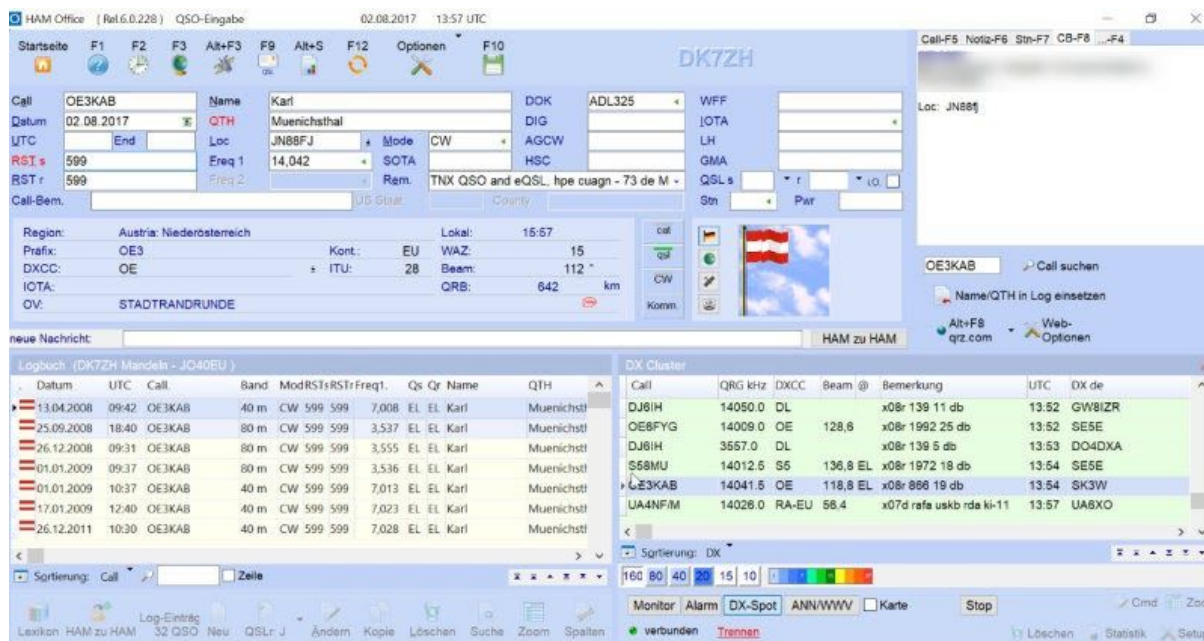 HAM Office ( Rel.6.0.228 ) QSO-Eingabe 02.08.2017 13:57 UTC
Startseite F1 F2 F3 Alt+F3 F9 Alt+S F12 Optionen F10
DK7ZH
Call-F5 Notiz-F6 Stn-F7 CB-F8 ...-F4
Loc: JN88fj
Call OE3KAB Name Karl DOK ADL325 WFF
Datum 02.08.2017 QTH Muenichsthal DIG IOTA
UTC End Loc JN88FJ Mode CW AGCW LH
RST s 599 Freq 1 14,042 SOTA HSC GMA
RST r 599 Freq 2 Rem. TNX QSO and eQSL, hpe cuagn - 73 de M QSL s r i.O.
Call-Bem. US Staat County Stn Pwr
Region: Austria: Niederösterreich Lokal: 15:57
Präfix: OE3 Kont.: EU WAZ: 15
DXCC: OE ITU: 28 Beam: 112 °
IOTA: QRB: 642 km
OV: STADTRANDRUNDE
cat
qsl
CW
Komm.
OE3KAB Call suchen
Name/QTH in Log einsetzen
Alt+F8 qrz.com Web-Optionen
neue Nachricht: HAM zu HAM
Logbuch (DK7ZH Mandeln - JO40EU )
Datum UTC Call Band Mod RSTs RSTr Freq1. Qs Qr Name QTH
13.04.2008 09:42 OE3KAB 40 m CW 599 599 7,008 EL EL Karl Muenichstl
25.09.2008 18:40 OE3KAB 80 m CW 599 599 3,537 EL EL Karl Muenichstl
26.12.2008 09:31 OE3KAB 80 m CW 599 599 3,555 EL EL Karl Muenichstl
01.01.2009 09:37 OE3KAB 80 m CW 599 599 3,536 EL EL Karl Muenichstl
01.01.2009 10:37 OE3KAB 40 m CW 599 599 7,013 EL EL Karl Muenichstl
17.01.2009 12:40 OE3KAB 40 m CW 599 599 7,023 EL EL Karl Muenichstl
26.12.2011 10:30 OE3KAB 40 m CW 599 599 7,028 EL EL Karl Muenichstl
Sortierung: Call Zeile
Lexikon HAM zu HAM Log-Einträg 32 QSO Neu QSLr J Ändern Kopie Löschen Suche Zoom Spalten
DX Cluster
Call QRG kHz DXCC Beam @ Bemerkung UTC DX de
DJ6IH 14050.0 DL x08r 139 11 db 13:52 GW8IZR
OE6FYG 14009.0 OE 128,6 x08r 1992 25 db 13:52 SE5E
DJ6IH 3557.0 DL x08r 139 5 db 13:53 DO4DXA
S58MU 14012.5 S5 136,8 EL x08r 1972 18 db 13:54 SE5E
OE3KAB 14041.5 OE 118,8 EL x08r 866 19 db 13:54 SK3W
UA4NF/M 14026.0 RA-EU 56.4 x07d rafa uskb rda ki-11 13:57 UA6XO
Sortierung: DX
160 80 40 20 15 10
Monitor Alarm DX-Spot ANN/WWV Karte Stop Cmd Zoo
verbunden Trennen Löschen Statistik Setu